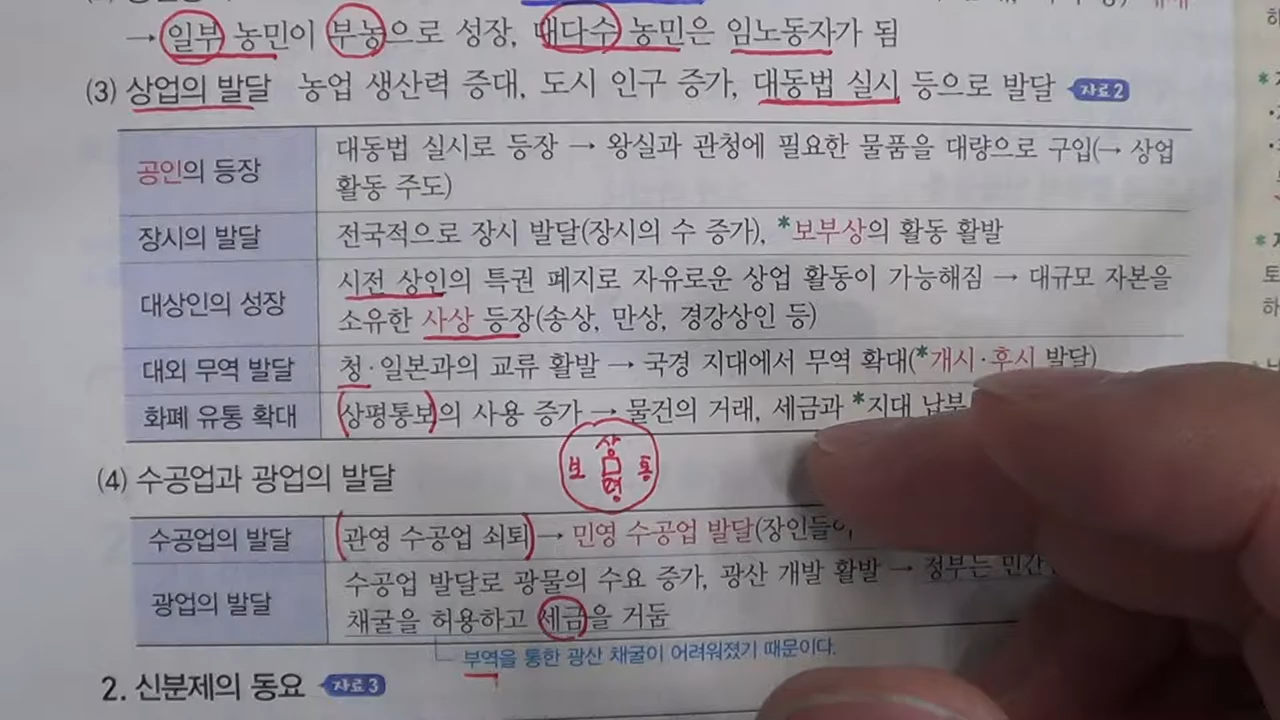 → 일부 농민이 부농으로 성장, 대다수 농민은 임노동자가 됨
(3) 상업의 발달 농업 생산력 증대, 도시 인구 증가, 대동법 실시 등으로 발달 자료2
공인의 등장
대동법 실시로 등장 → 왕실과 관청에 필요한 물품을 대량으로 구입(→ 상업
활동 주도)
장시의 발달
전국적으로 장시 발달(장시의 수 증가), *보부상의 활동 활발
대상인의 성장
시전 상인의 특권 폐지로 자유로운 상업 활동이 가능해짐 → 대규모 자본을
소유한 사상 등장(송상, 만상, 경강상인 등)
대외 무역 발달
청·일본과의 교류 활발 → 국경 지대에서 무역 확대(*개시·후시 발달)
화폐 유통 확대
상평통보의 사용 증가 → 물건의 거래, 세금과 *지대 납부
상
보 통
평
(4) 수공업과 광업의 발달
수공업의 발달
관영 수공업 쇠퇴 → 민영 수공업 발달(장인들이
광업의 발달
수공업 발달로 광물의 수요 증가, 광산 개발 활발 → 정부는 민간
채굴을 허용하고 세금을 거둠
부역을 통한 광산 채굴이 어려워졌기 때문이다.
2. 신분제의 동요 자료3